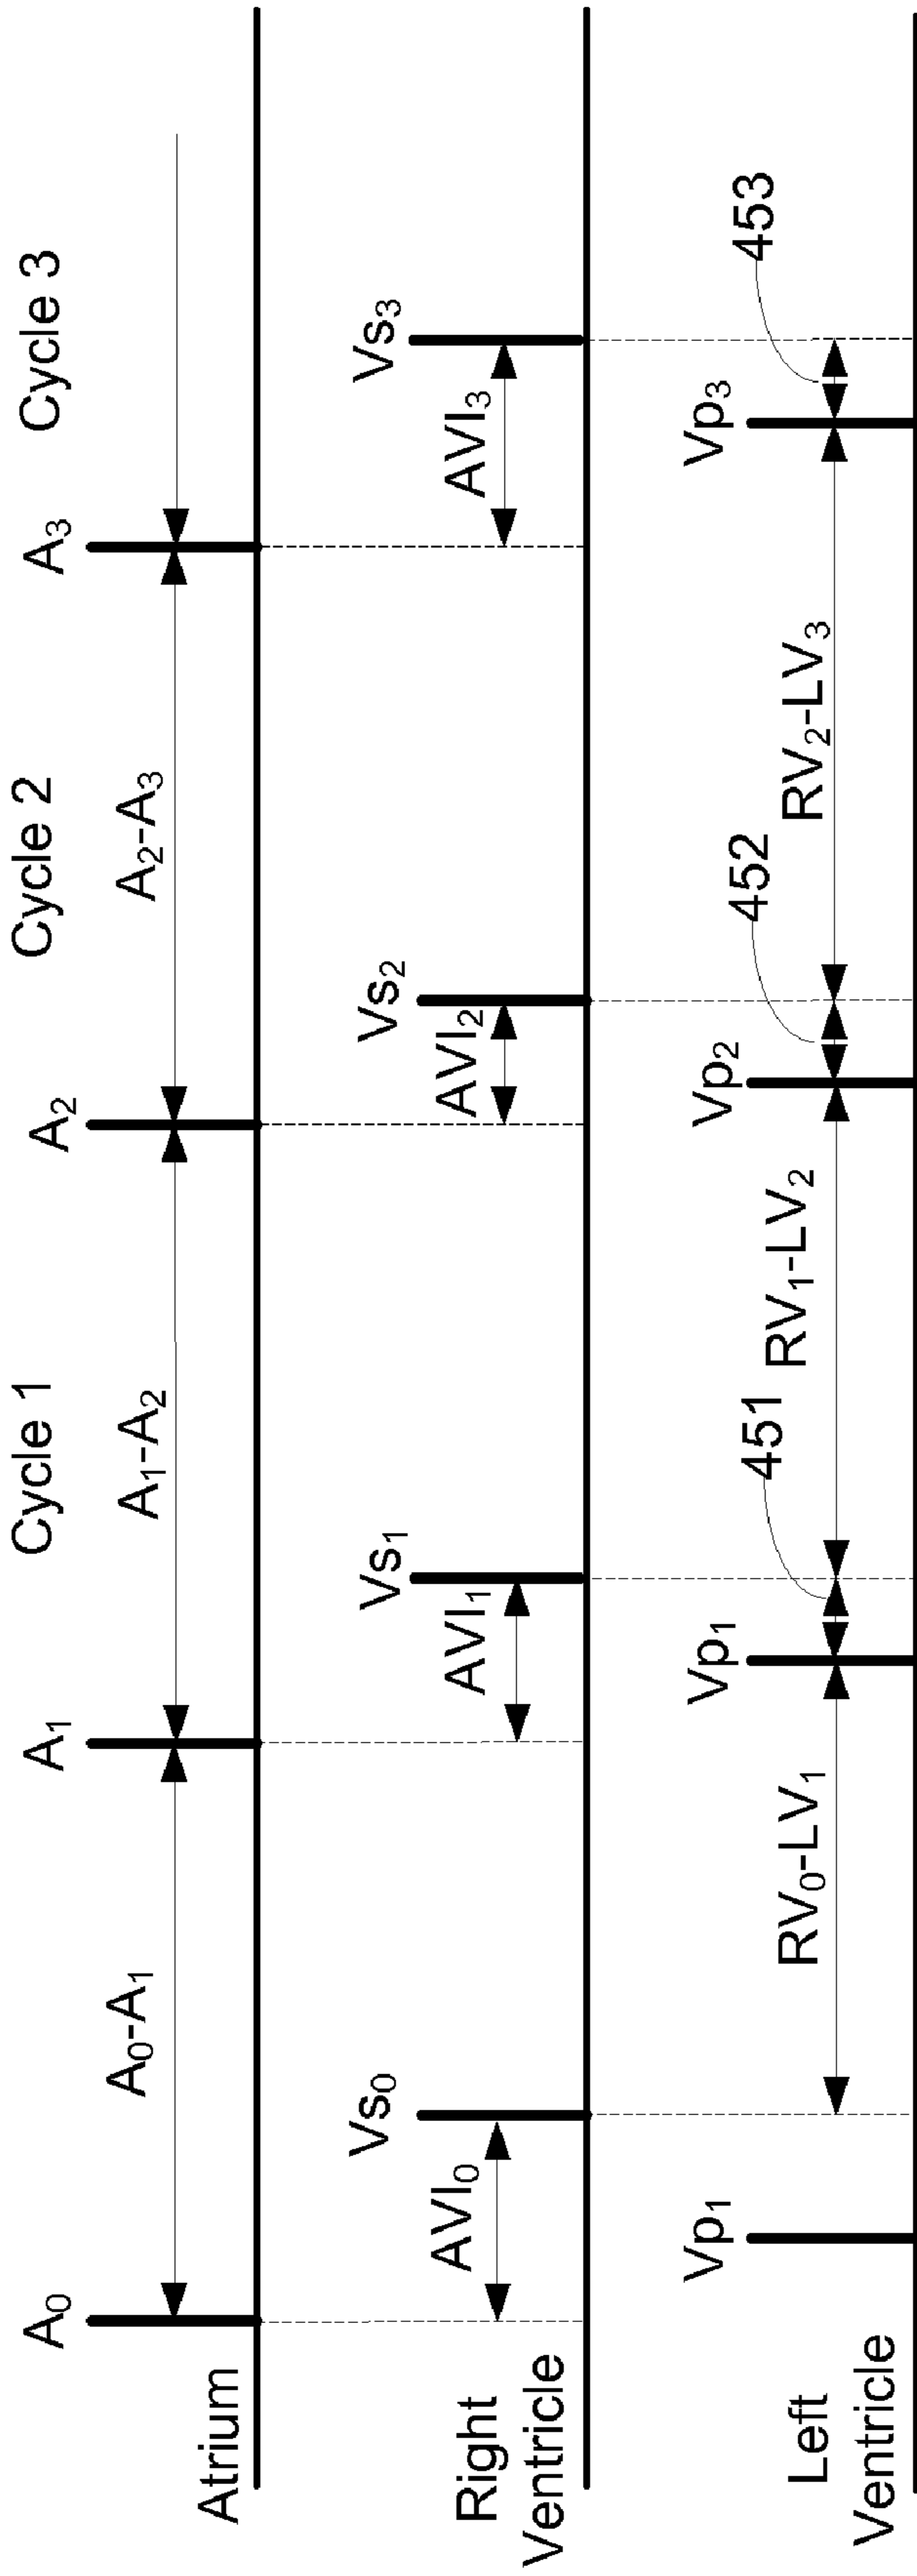 Cycle 1
Cycle 2
Cycle 3
A₀
A₁
A₂
A₃
A₀-A₁
A₁-A₂
A₂-A₃
Atrium
Vs₀
Vs₁
Vs₂
Vs₃
AVI₀
AVI₁
AVI₂
AVI₃
Right
Ventricle
Vp₁
Vp₁
451
Vp₂
452
Vp₃
453
RV₀-LV₁
RV₁-LV₂
RV₂-LV₃
Left
Ventricle